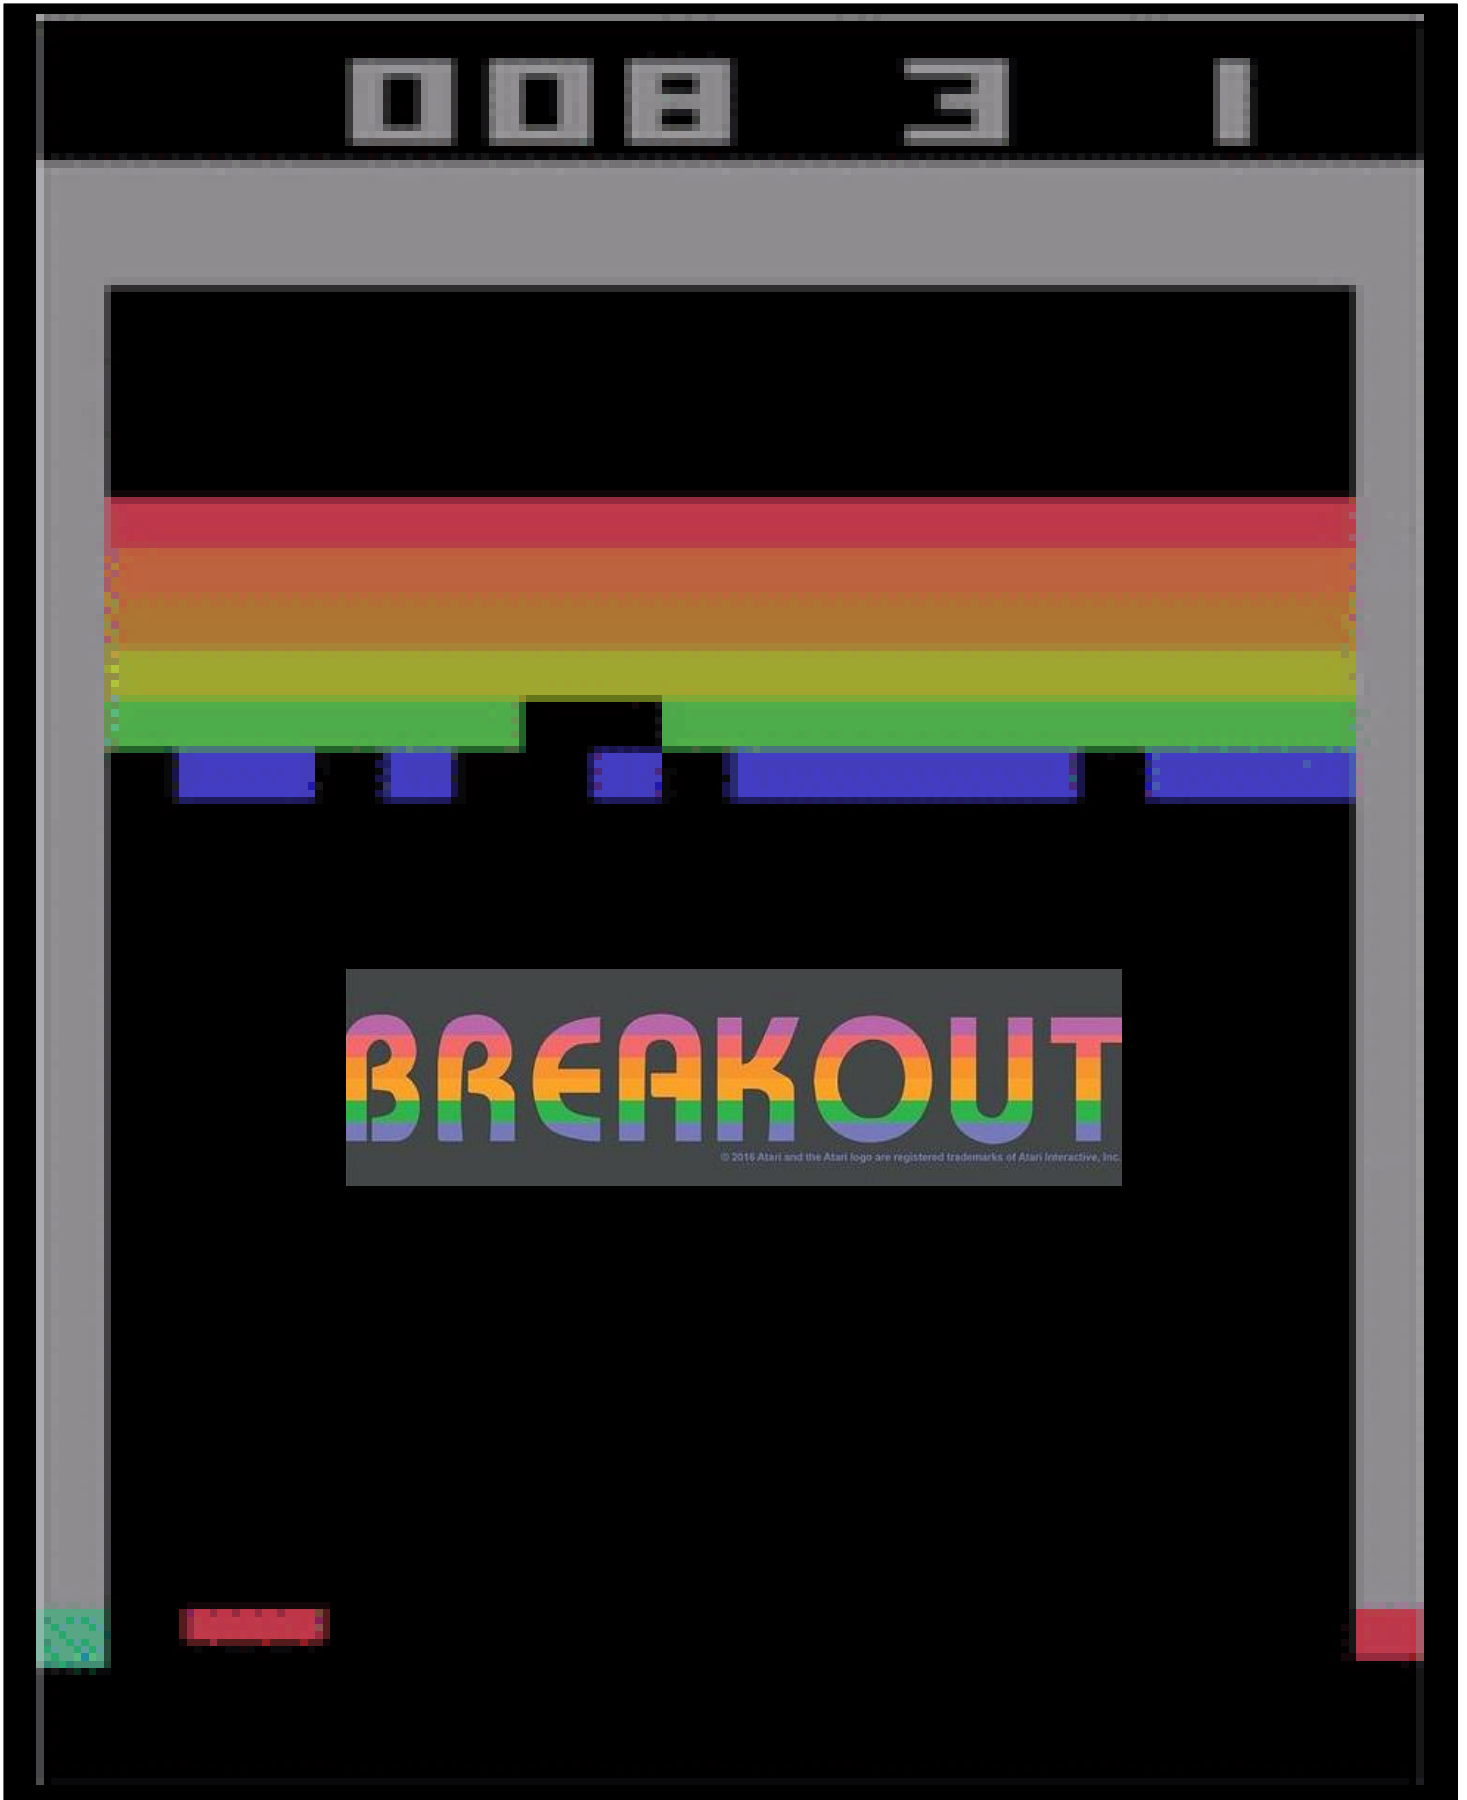 008 3 1
BREAKOUT
© 2016 Atari and the Atari logo are registered trademarks of Atari Interactive, Inc.